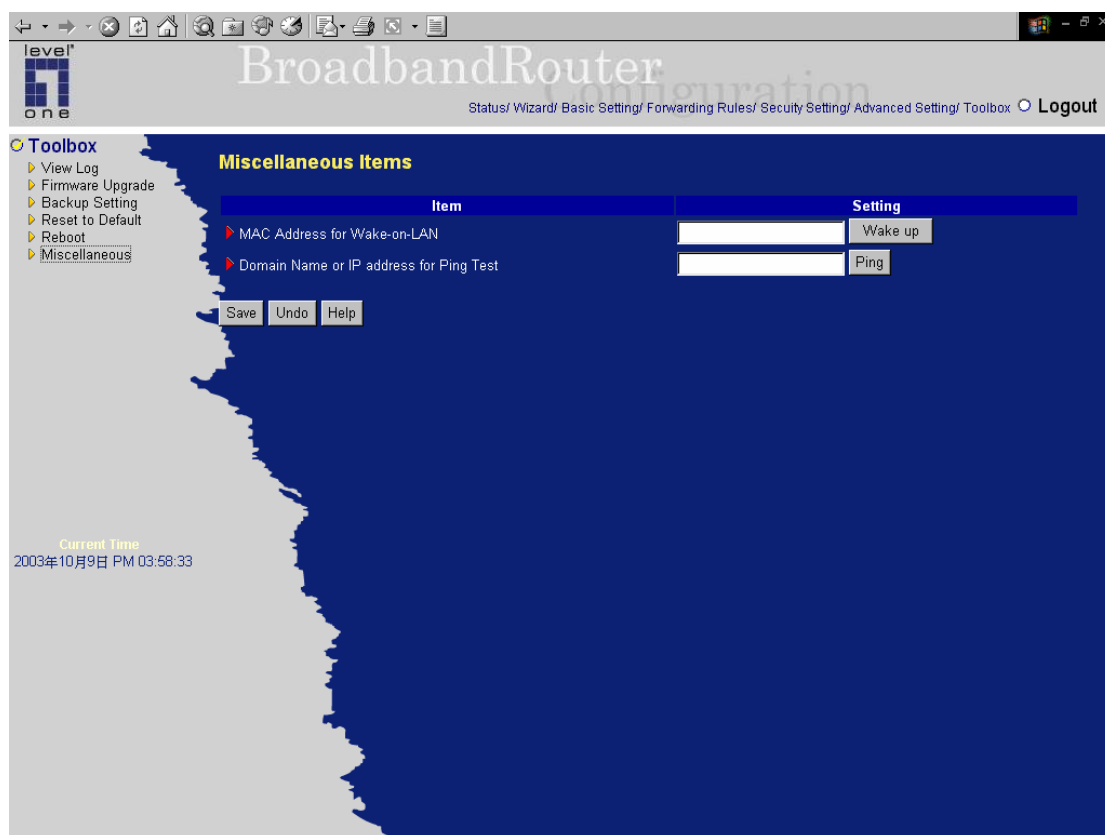 level*
one
BroadbandRouter
Configuration
Status/ Wizard/ Basic Setting/ Forwarding Rules/ Secuity Setting/ Advanced Setting/ Toolbox Logout
Toolbox
View Log
Firmware Upgrade
Backup Setting
Reset to Default
Reboot
Miscellaneous
Current Time
2003年10月9日 PM 03:58:33
Miscellaneous Items
Item Setting
MAC Address for Wake-on-LAN Wake up
Domain Name or IP address for Ping Test Ping
Save Undo Help